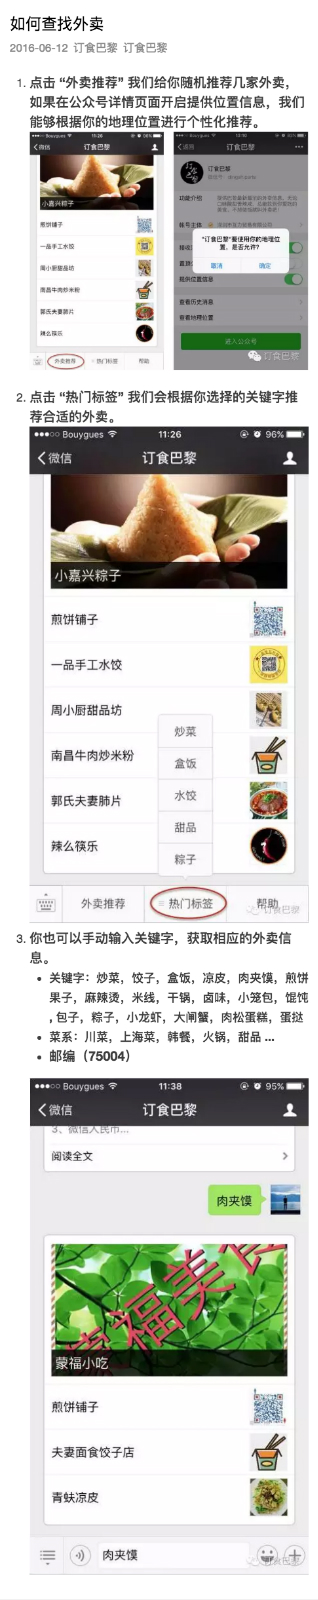 如何查找外卖
2016-06-12 订食巴黎 订食巴黎
1. 点击 “外卖推荐” 我们给你随机推荐几家外卖，
如果在公众号详情页面开启提供位置信息，我们
能够根据你的地理位置进行个性化推荐。
Bouygues 11:26 96%
微信 订食巴黎
小嘉兴粽子
煎饼铺子
一品手工水饺
周小厨甜品坊
南昌牛肉炒米粉
郭氏夫妻肺片
辣么筷乐
外卖推荐 热门标签 帮助
订食巴黎
功能介绍
帐号主体
“订食巴黎”要使用你的地理位
置，是否允许？
取消 确定
提供位置信息
查看历史消息
查看地理位置
进入公众号
订食巴黎
2. 点击 “热门标签” 我们会根据你选择的关键字推
荐合适的外卖。
Bouygues 11:26 96%
微信 订食巴黎
小嘉兴粽子
煎饼铺子
一品手工水饺
周小厨甜品坊
南昌牛肉炒米粉
郭氏夫妻肺片
辣么筷乐
炒菜
盒饭
水饺
甜品
粽子
外卖推荐 热门标签 帮助
订食巴黎
3. 你也可以手动输入关键字，获取相应的外卖信
息。
• 关键字：炒菜，饺子，盒饭，凉皮，肉夹馍，煎饼
果子，麻辣烫，米线，干锅，卤味，小笼包，馄饨
，包子，粽子，小龙虾，大闸蟹，肉松蛋糕，蛋挞
• 菜系：川菜，上海菜，韩餐，火锅，甜品 ...
• 邮编（75004）
Bouygues 11:38 95%
微信 订食巴黎
3、微信人民币...
阅读全文
肉夹馍
蒙福美食
蒙福小吃
煎饼铺子
夫妻面食饺子店
青蚨凉皮
肉夹馍
订食巴黎